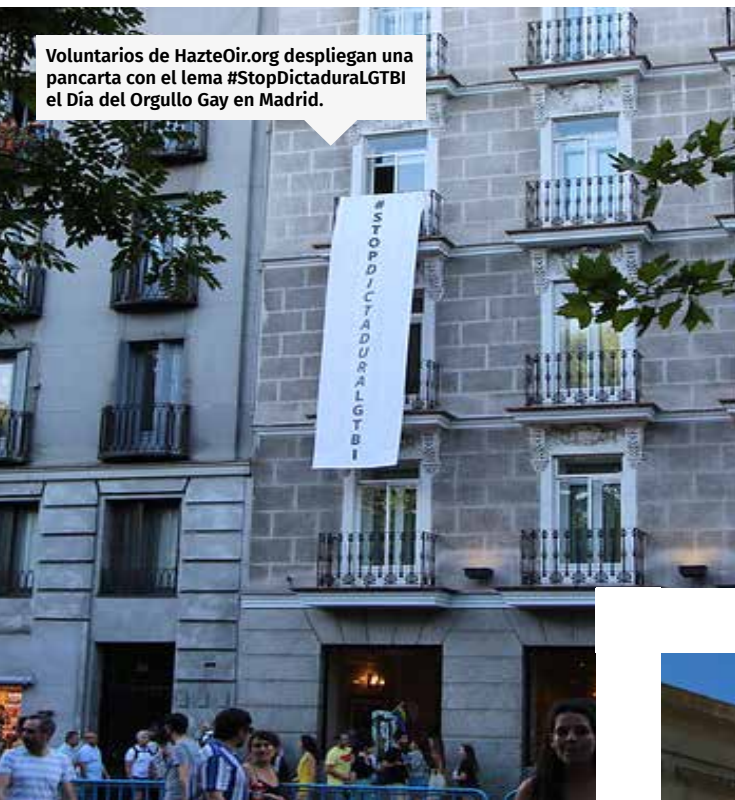 Voluntarios de HazteOir.org despliegan una
pancarta con el lema #StopDictaduraLGTBI
el Día del Orgullo Gay en Madrid.
#STOPDICTADURALGTBI